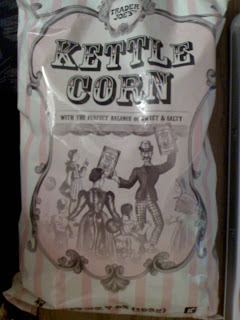 TRADER
JOE'S
KETTLE
CORN
WITH THE PERFECT BALANCE OF SWEET & SALTY